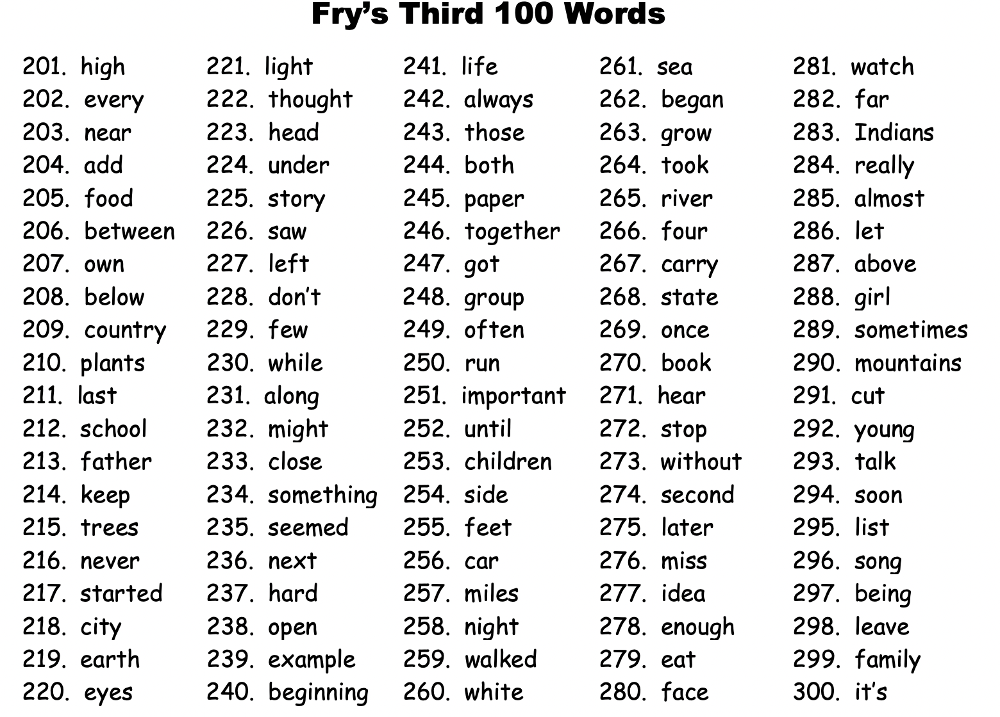 Fry's Third 100 Words
201. high 221. light 241. life 261. sea 281. watch
202. every 222. thought 242. always 262. began 282. far
203. near 223. head 243. those 263. grow 283. Indians
204. add 224. under 244. both 264. took 284. really
205. food 225. story 245. paper 265. river 285. almost
206. between 226. saw 246. together 266. four 286. let
207. own 227. left 247. got 267. carry 287. above
208. below 228. don't 248. group 268. state 288. girl
209. country 229. few 249. often 269. once 289. sometimes
210. plants 230. while 250. run 270. book 290. mountains
211. last 231. along 251. important 271. hear 291. cut
212. school 232. might 252. until 272. stop 292. young
213. father 233. close 253. children 273. without 293. talk
214. keep 234. something 254. side 274. second 294. soon
215. trees 235. seemed 255. feet 275. later 295. list
216. never 236. next 256. car 276. miss 296. song
217. started 237. hard 257. miles 277. idea 297. being
218. city 238. open 258. night 278. enough 298. leave
219. earth 239. example 259. walked 279. eat 299. family
220. eyes 240. beginning 260. white 280. face 300. it's